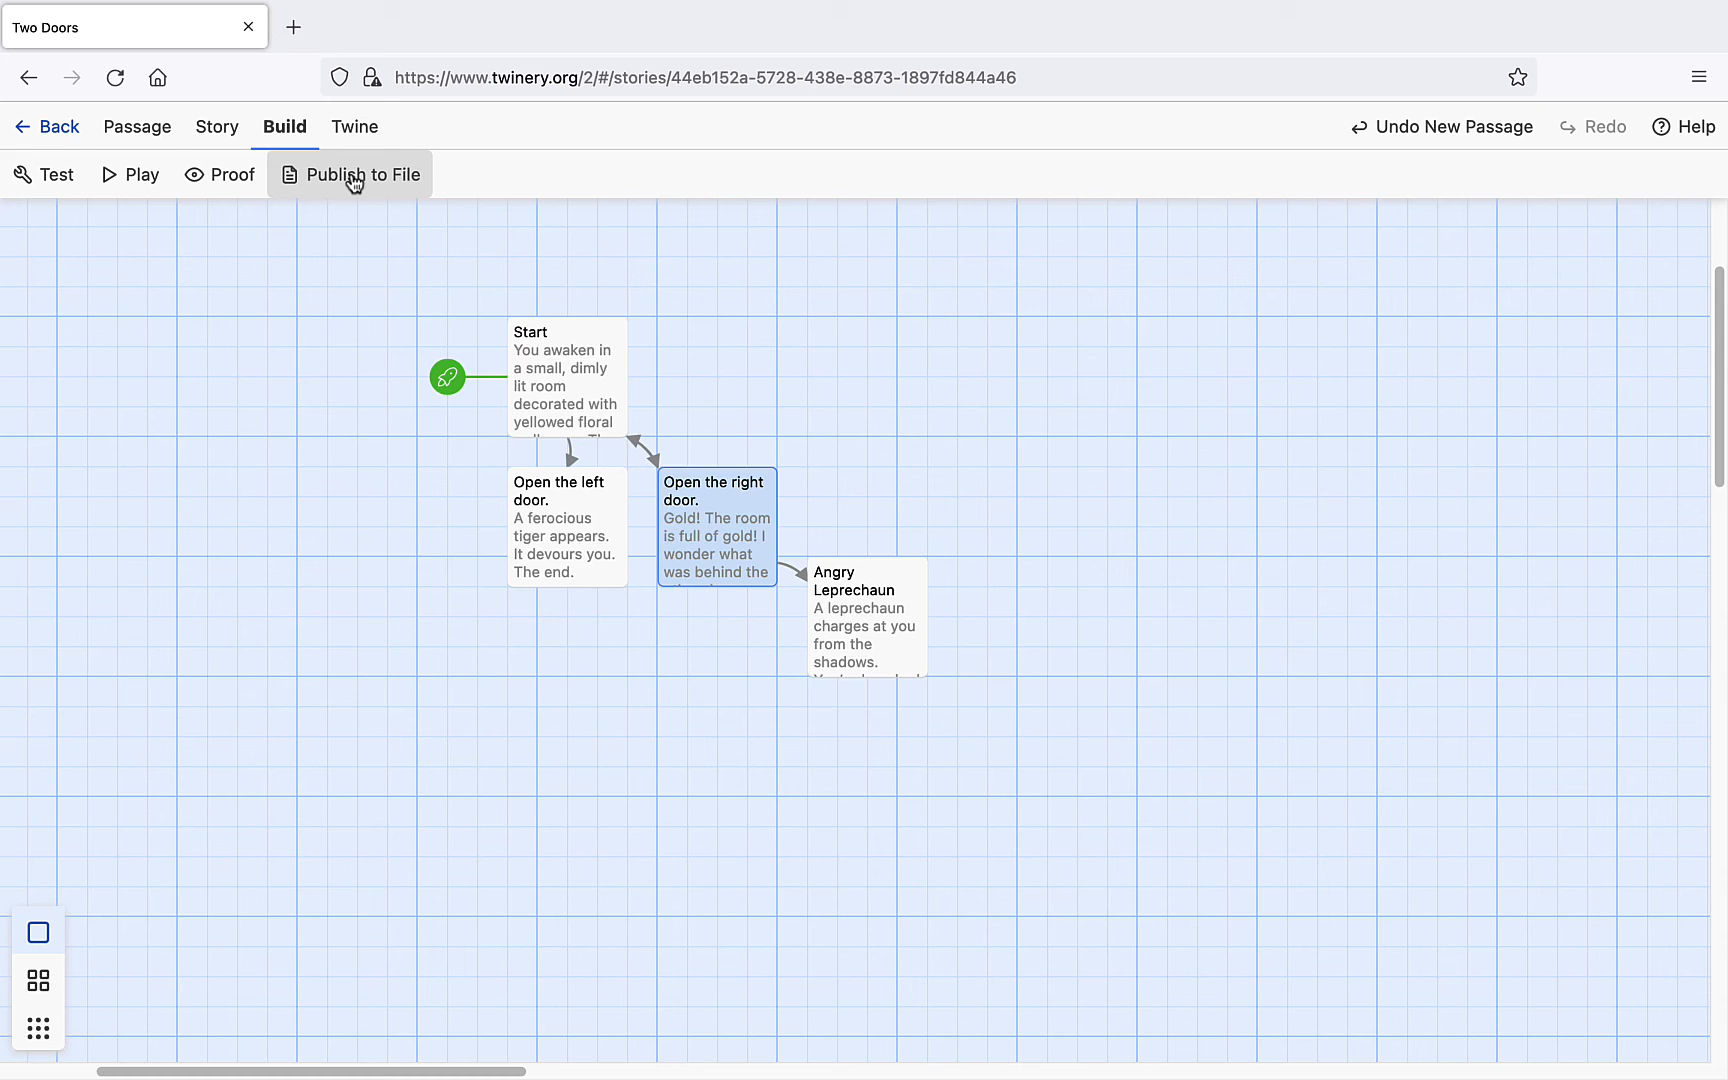 Two Doors
https://www.twinery.org/2/#/stories/44eb152a-5728-438e-8873-1897fd844a46
Back Passage Story Build Twine Undo New Passage Redo Help
Test Play Proof Publish to File
Start
You awaken in
a small, dimly
lit room
decorated with
yellowed floral
Open the left
door.
A ferocious
tiger appears.
It devours you.
The end.
Open the right
door.
Gold! The room
is full of gold! I
wonder what
was behind the
Angry
Leprechaun
A leprechaun
charges at you
from the
shadows.